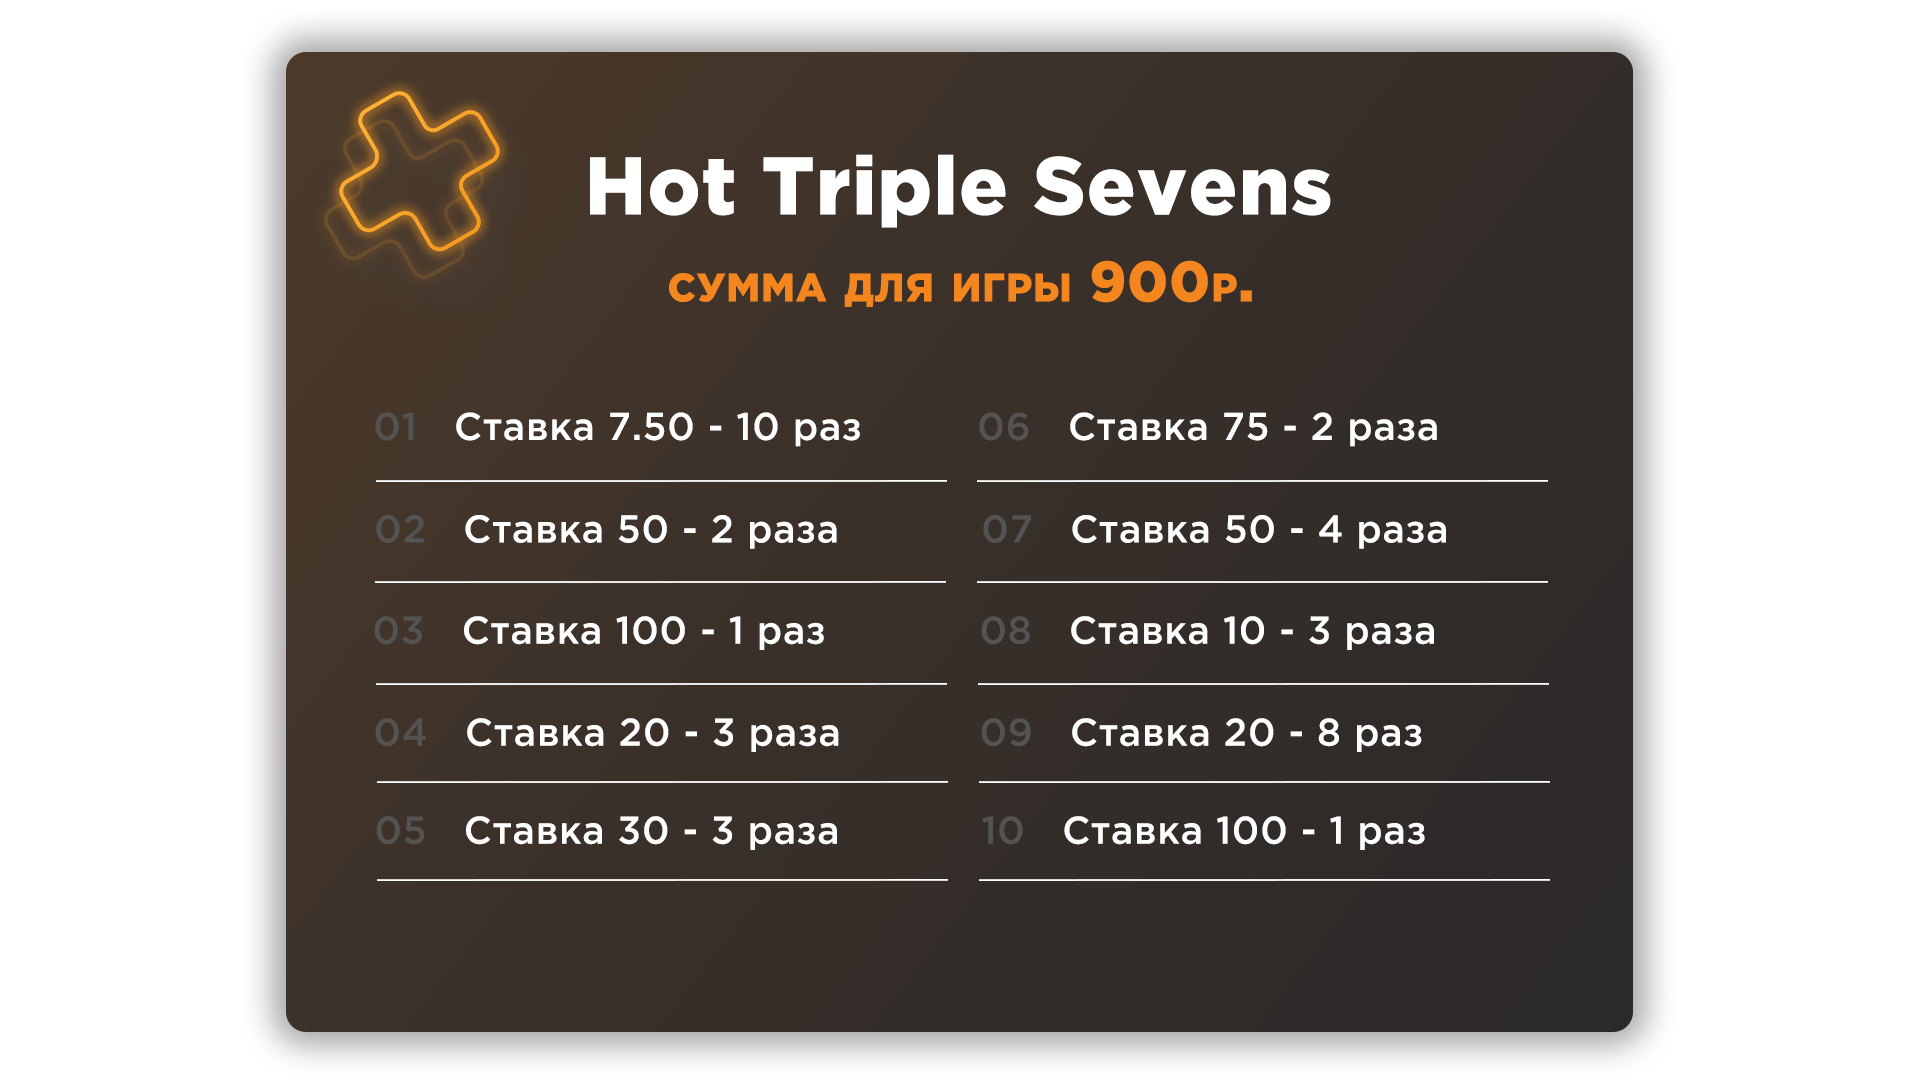 Hot Triple Sevens
СУММА ДЛЯ ИГРЫ 900Р.
01 Ставка 7.50 - 10 раз
02 Ставка 50 - 2 раза
03 Ставка 100 - 1 раз
04 Ставка 20 - 3 раза
05 Ставка 30 - 3 раза
06 Ставка 75 - 2 раза
07 Ставка 50 - 4 раза
08 Ставка 10 - 3 раза
09 Ставка 20 - 8 раз
10 Ставка 100 - 1 раз